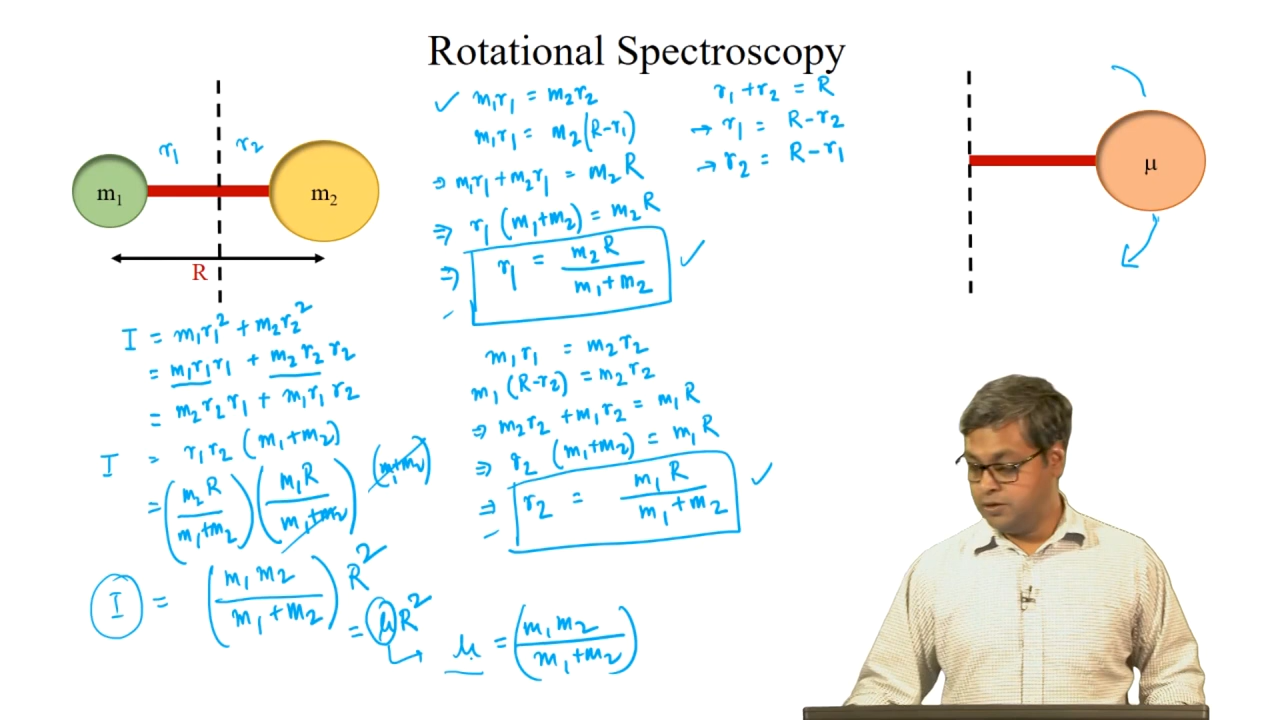 Rotational Spectroscopy
r₁ r₂
m₁ m₂
R
✓ m₁r₁ = m₂r₂
m₁r₁ = m₂(R-r₁)
⇒ m₁r₁ + m₂r₁ = m₂R
⇒ r₁ (m₁+m₂) = m₂R
⇒ r₁ = m₂R / (m₁+m₂) ✓
r₁+r₂ = R
→ r₁ = R-r₂
→ r₂ = R-r₁
μ
I = m₁r₁² + m₂r₂²
= m₁r₁r₁ + m₂r₂r₂
= m₂r₂r₁ + m₁r₁r₂
I = r₁r₂ (m₁+m₂)
= (m₂R / (m₁+m₂)) (m₁R / (m₁+m₂)) (m₁+m₂)
I = (m₁m₂ / (m₁+m₂)) R²
= μR²
→ μ = (m₁m₂ / (m₁+m₂))
m₁r₁ = m₂r₂
m₁(R-r₂) = m₂r₂
⇒ m₂r₂ + m₁r₂ = m₁R
⇒ r₂ (m₁+m₂) = m₁R
⇒ r₂ = m₁R / (m₁+m₂) ✓